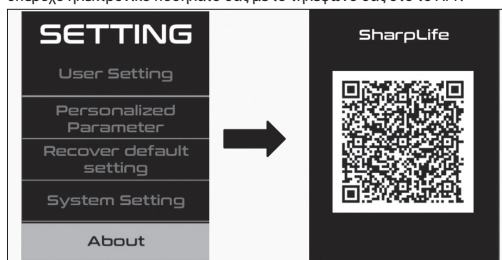 SETTING
User Setting
Personalized
Parameter
Recover default
setting
System Setting
About
SharpLife